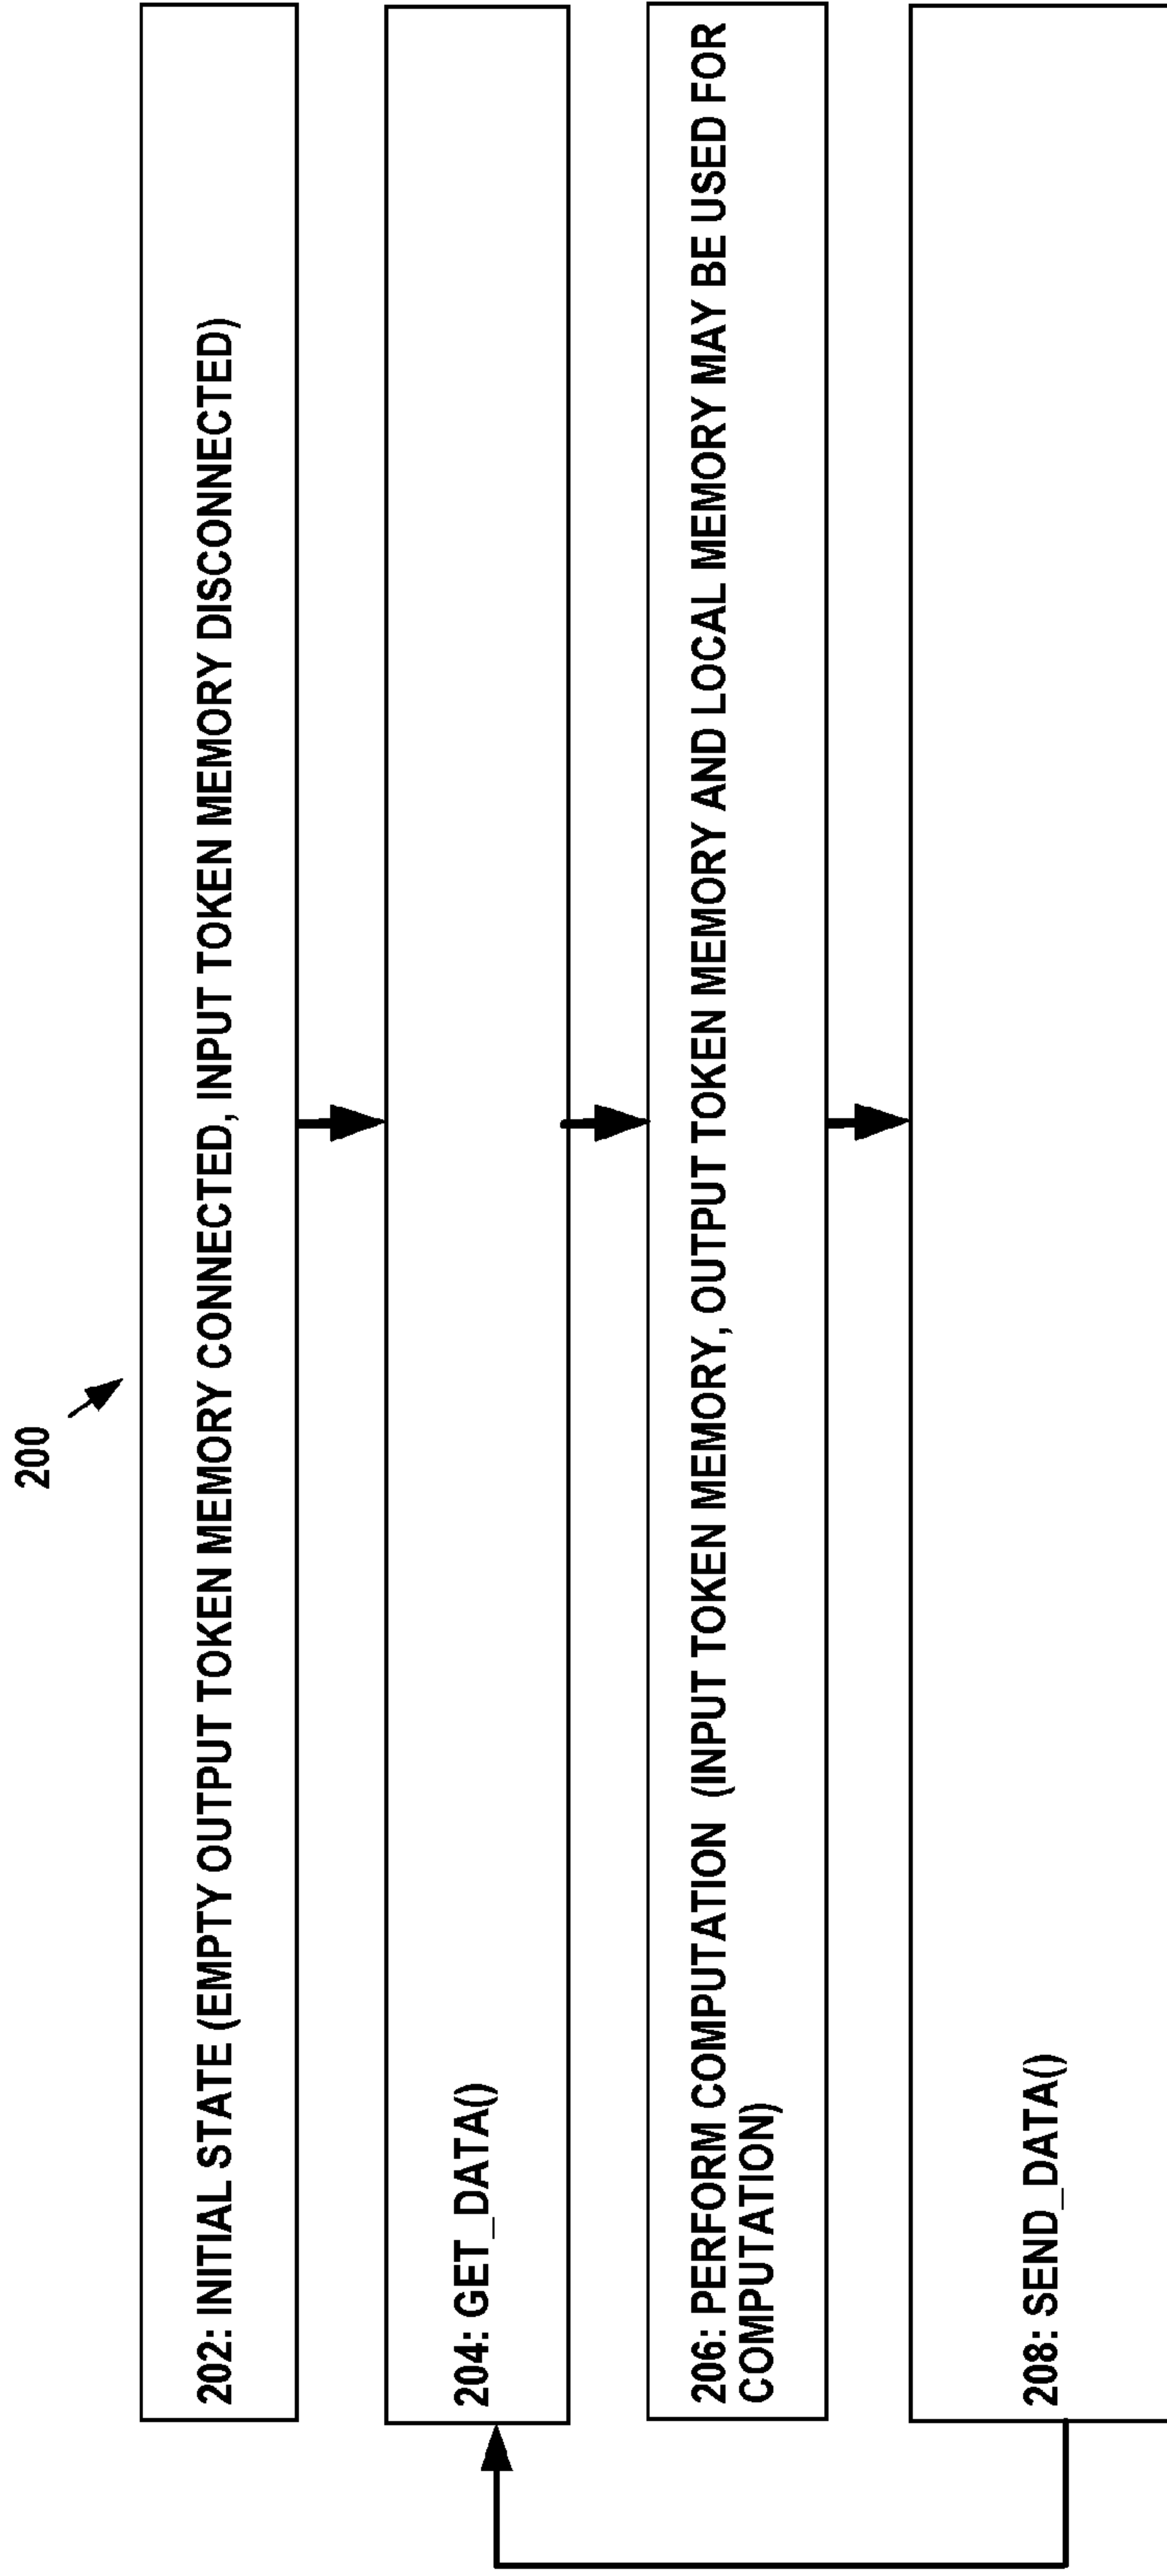 200
202: INITIAL STATE (EMPTY OUTPUT TOKEN MEMORY CONNECTED, INPUT TOKEN MEMORY DISCONNECTED)
204: GET_DATA()
206: PERFORM COMPUTATION (INPUT TOKEN MEMORY, OUTPUT TOKEN MEMORY AND LOCAL MEMORY MAY BE USED FOR
COMPUTATION)
208: SEND_DATA()